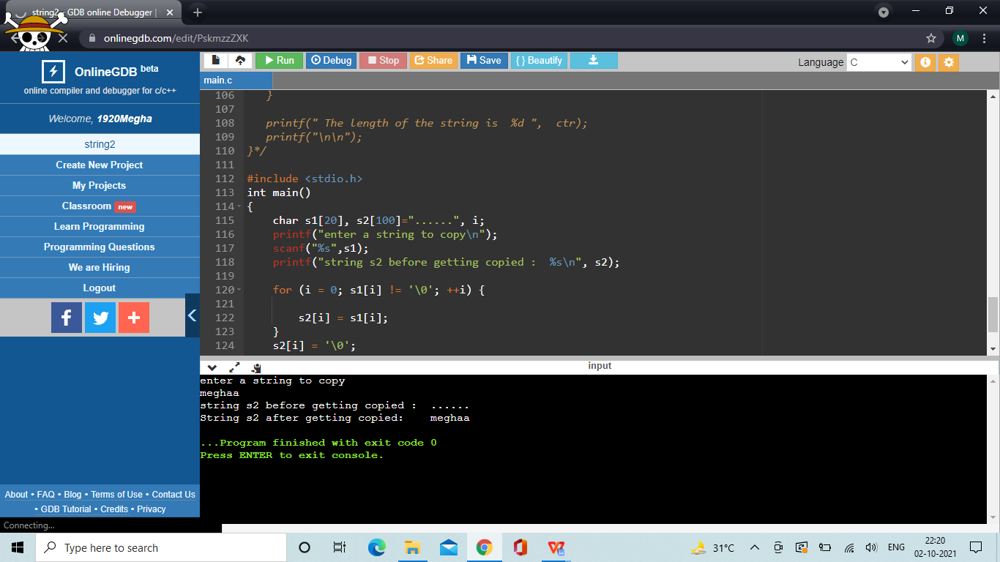 string2 - GDB online Debugger |
onlinegdb.com/edit/PskmzzZXK
M
OnlineGDB beta
online compiler and debugger for c/c++
Welcome, 1920Megha
string2
Create New Project
My Projects
Classroom new
Learn Programming
Programming Questions
We are Hiring
Logout
About • FAQ • Blog • Terms of Use • Contact Us
• GDB Tutorial • Credits • Privacy
Connecting...
Run Debug Stop Share Save { } Beautify
Language C
main.c
106 }
107
108 printf(" The length of the string is  %d ",  ctr);
109 printf("\n\n");
110 }*/
111
112 #include <stdio.h>
113 int main()
114 {
115 char s1[20], s2[100]="......", i;
116 printf("enter a string to copy\n");
117 scanf("%s",s1);
118 printf("string s2 before getting copied :  %s\n", s2);
119
120 for (i = 0; s1[i] != '\0'; ++i) {
121
122 s2[i] = s1[i];
123 }
124 s2[i] = '\0';
input
enter a string to copy
meghaa
string s2 before getting copied :  ......
String s2 after getting copied:    meghaa
...Program finished with exit code 0
Press ENTER to exit console.
Type here to search
31°C
ENG
22:20
02-10-2021